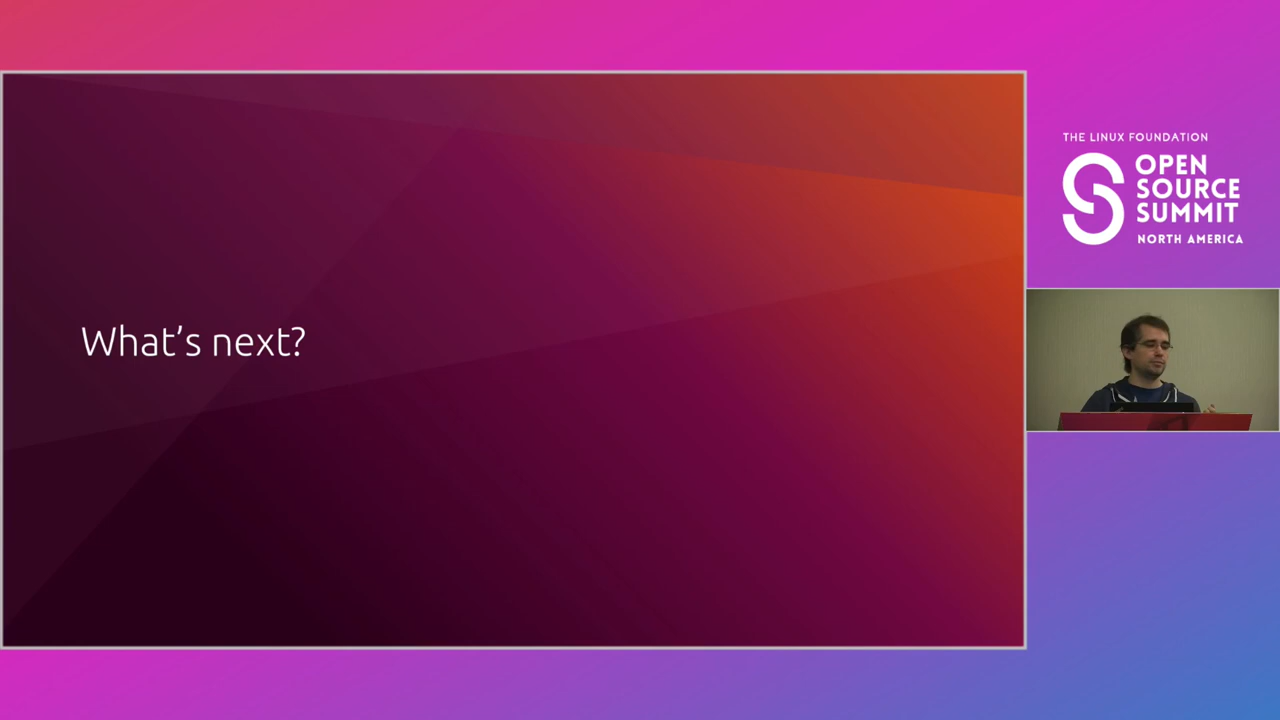 What's next?
THE LINUX FOUNDATION
OPEN
SOURCE
SUMMIT
NORTH AMERICA